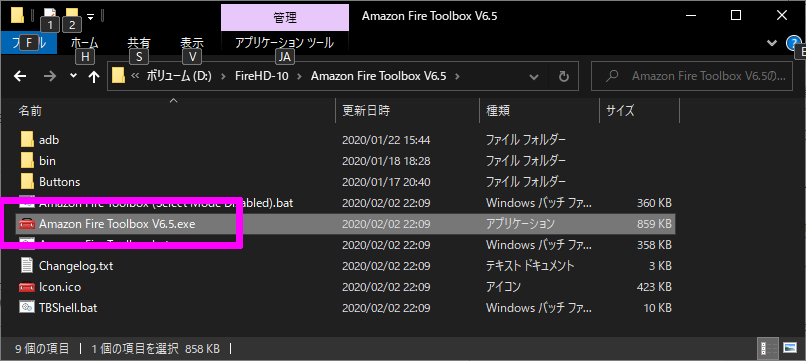 1 2 管理 Amazon Fire Toolbox V6.5
ファイル ホーム 共有 表示 アプリケーション ツール
F H S V JA
« ボリューム (D:) › FireHD-10 › Amazon Fire Toolbox V6.5 › Amazon Fire Toolbox V6.5の...
名前 更新日時 種類 サイズ
adb 2020/01/22 15:44 ファイル フォルダー
bin 2020/01/18 18:28 ファイル フォルダー
Buttons 2020/01/17 20:40 ファイル フォルダー
Amazon Fire Toolbox (Select Mode Disabled).bat 2020/02/02 22:09 Windows バッチ ファ... 360 KB
Amazon Fire Toolbox V6.5.exe 2020/02/02 22:09 アプリケーション 859 KB
2020/02/02 22:09 Windows バッチ ファ... 358 KB
Changelog.txt 2020/02/02 22:09 テキスト ドキュメント 3 KB
Icon.ico 2020/02/02 22:09 アイコン 423 KB
TBShell.bat 2020/02/02 22:09 Windows バッチ ファ... 10 KB
9 個の項目 1 個の項目を選択 858 KB